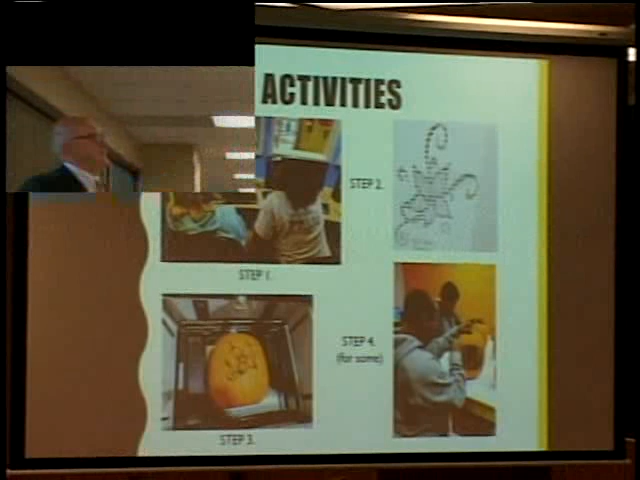 ACTIVITIES
STEP 2.
STEP 1.
STEP 4.
(for some)
STEP 3.